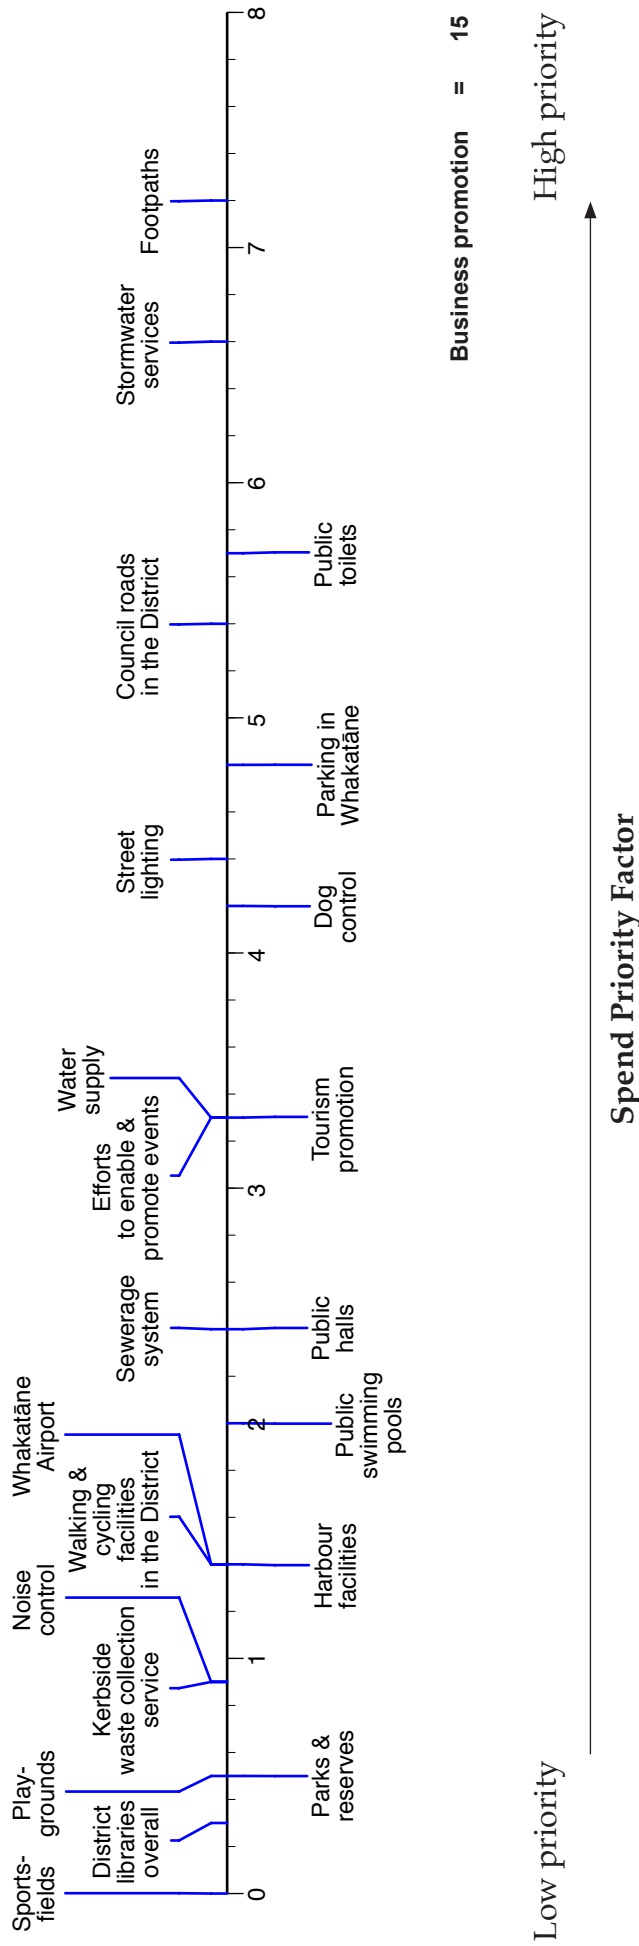 Sports-
fields
Play-
grounds
Noise
control
Whakatāne
Airport
District
libraries
overall
Kerbside
waste collection
service
Walking &
cycling
facilities
in the District
Sewerage
system
Efforts
to enable &
promote events
Water
supply
Street
lighting
Council roads
in the District
Stormwater
services
Footpaths
0
1
2
3
4
5
6
7
8
Parks &
reserves
Harbour
facilities
Public
swimming
pools
Public
halls
Tourism
promotion
Dog
control
Parking in
Whakatāne
Public
toilets
Business promotion = 15
Low priority
High priority
Spend Priority Factor